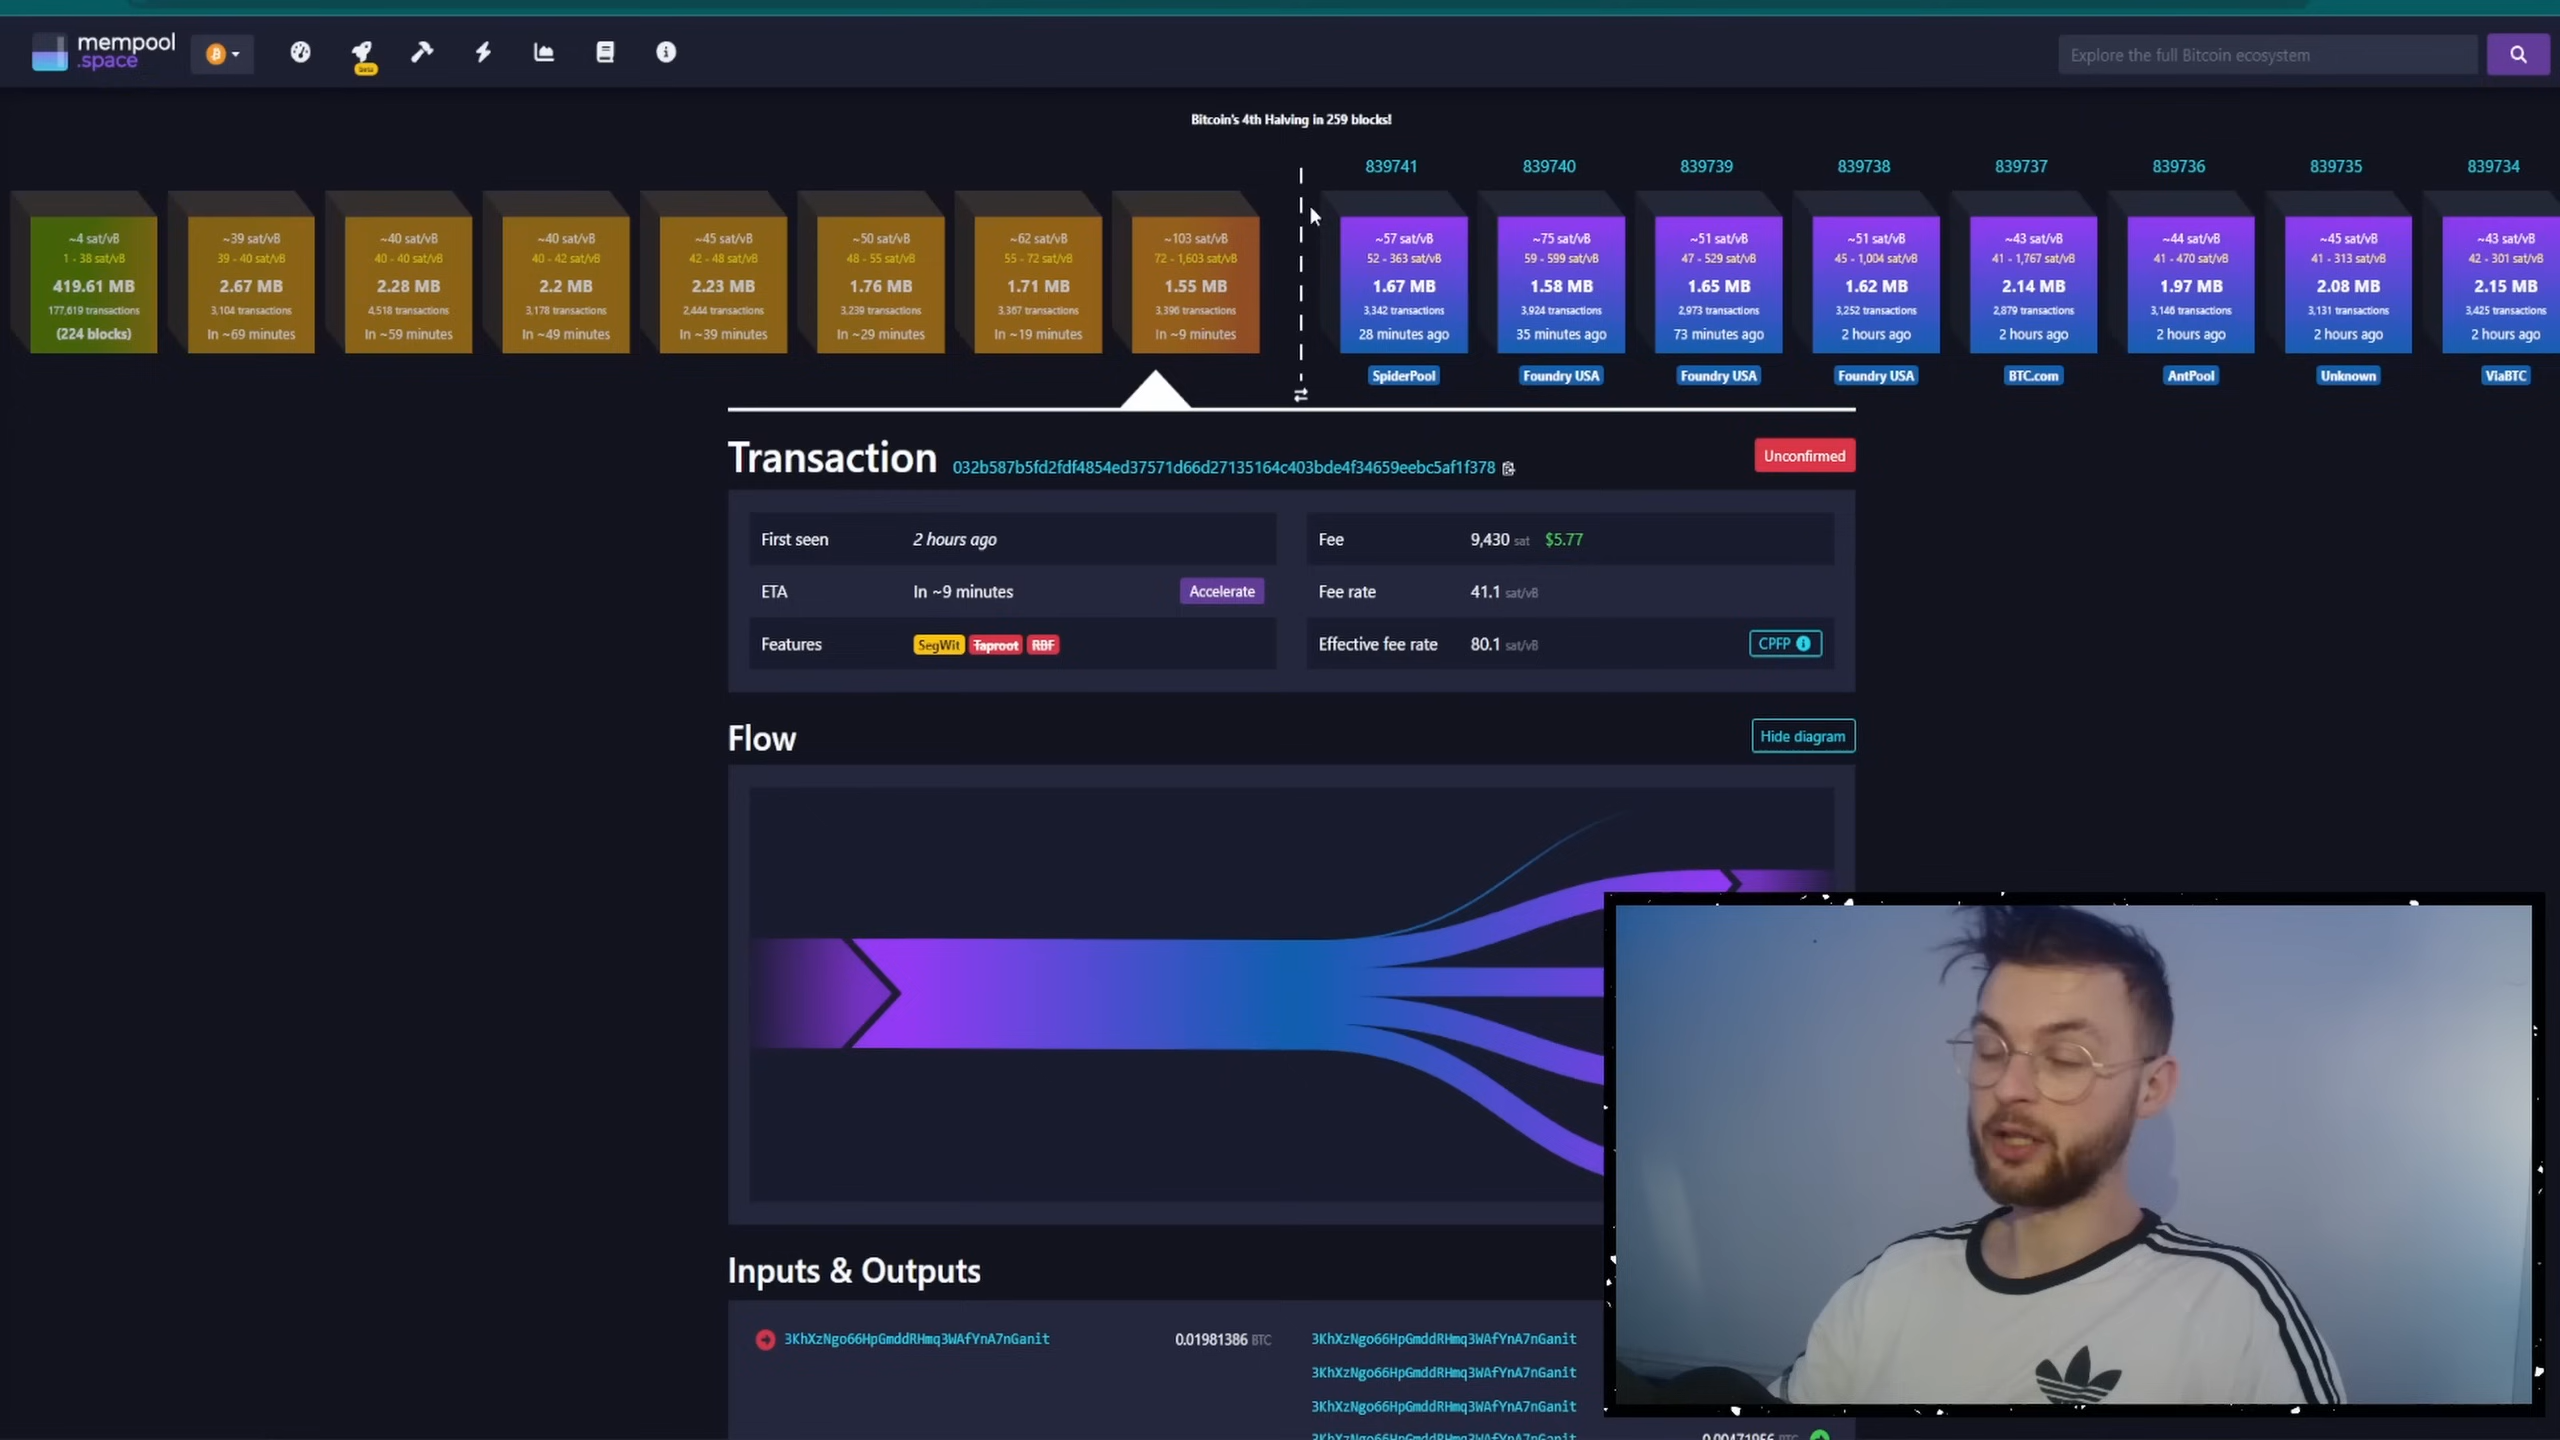 mempool
.space
beta
Explore the full Bitcoin ecosystem
Bitcoin's 4th Halving in 259 blocks!
839741 839740 839739 839738 839737 839736 839735 839734
~4 sat/vB ~39 sat/vB ~40 sat/vB ~40 sat/vB ~45 sat/vB ~50 sat/vB ~62 sat/vB ~103 sat/vB ~57 sat/vB ~75 sat/vB ~51 sat/vB ~51 sat/vB ~43 sat/vB ~44 sat/vB ~45 sat/vB ~43 sat/vB
1 - 38 sat/vB 39 - 40 sat/vB 40 - 40 sat/vB 40 - 42 sat/vB 42 - 48 sat/vB 48 - 55 sat/vB 55 - 72 sat/vB 72 - 1,603 sat/vB 52 - 363 sat/vB 59 - 599 sat/vB 47 - 529 sat/vB 45 - 1,004 sat/vB 41 - 1,767 sat/vB 41 - 470 sat/vB 41 - 313 sat/vB 42 - 301 sat/vB
419.61 MB 2.67 MB 2.28 MB 2.2 MB 2.23 MB 1.76 MB 1.71 MB 1.55 MB 1.67 MB 1.58 MB 1.65 MB 1.62 MB 2.14 MB 1.97 MB 2.08 MB 2.15 MB
177,619 transactions 3,104 transactions 4,518 transactions 3,178 transactions 2,444 transactions 3,239 transactions 3,367 transactions 3,396 transactions 3,342 transactions 3,924 transactions 2,973 transactions 3,252 transactions 2,879 transactions 3,146 transactions 3,131 transactions 3,425 transactions
(224 blocks) In ~69 minutes In ~59 minutes In ~49 minutes In ~39 minutes In ~29 minutes In ~19 minutes In ~9 minutes 28 minutes ago 35 minutes ago 73 minutes ago 2 hours ago 2 hours ago 2 hours ago 2 hours ago 2 hours ago
SpiderPool Foundry USA Foundry USA Foundry USA BTC.com AntPool Unknown ViaBTC
Transaction 032b587b5fd2fdf4854ed37571d66d27135164c403bde4f34659eebc5af1f378 Unconfirmed
First seen 2 hours ago Fee 9,430 sat $5.77
ETA In ~9 minutes Accelerate Fee rate 41.1 sat/vB
Features SegWit Taproot RBF Effective fee rate 80.1 sat/vB CPFP
Flow Hide diagram
Inputs & Outputs
3KhXzNgo66HpGmddRHmq3WAfYnA7nGanit 0.01981386 BTC 3KhXzNgo66HpGmddRHmq3WAfYnA7nGanit
3KhXzNgo66HpGmddRHmq3WAfYnA7nGanit
3KhXzNgo66HpGmddRHmq3WAfYnA7nGanit
3KhXzNgo66HpGmddRHmq3WAfYnA7nGanit 0.00471956 BTC